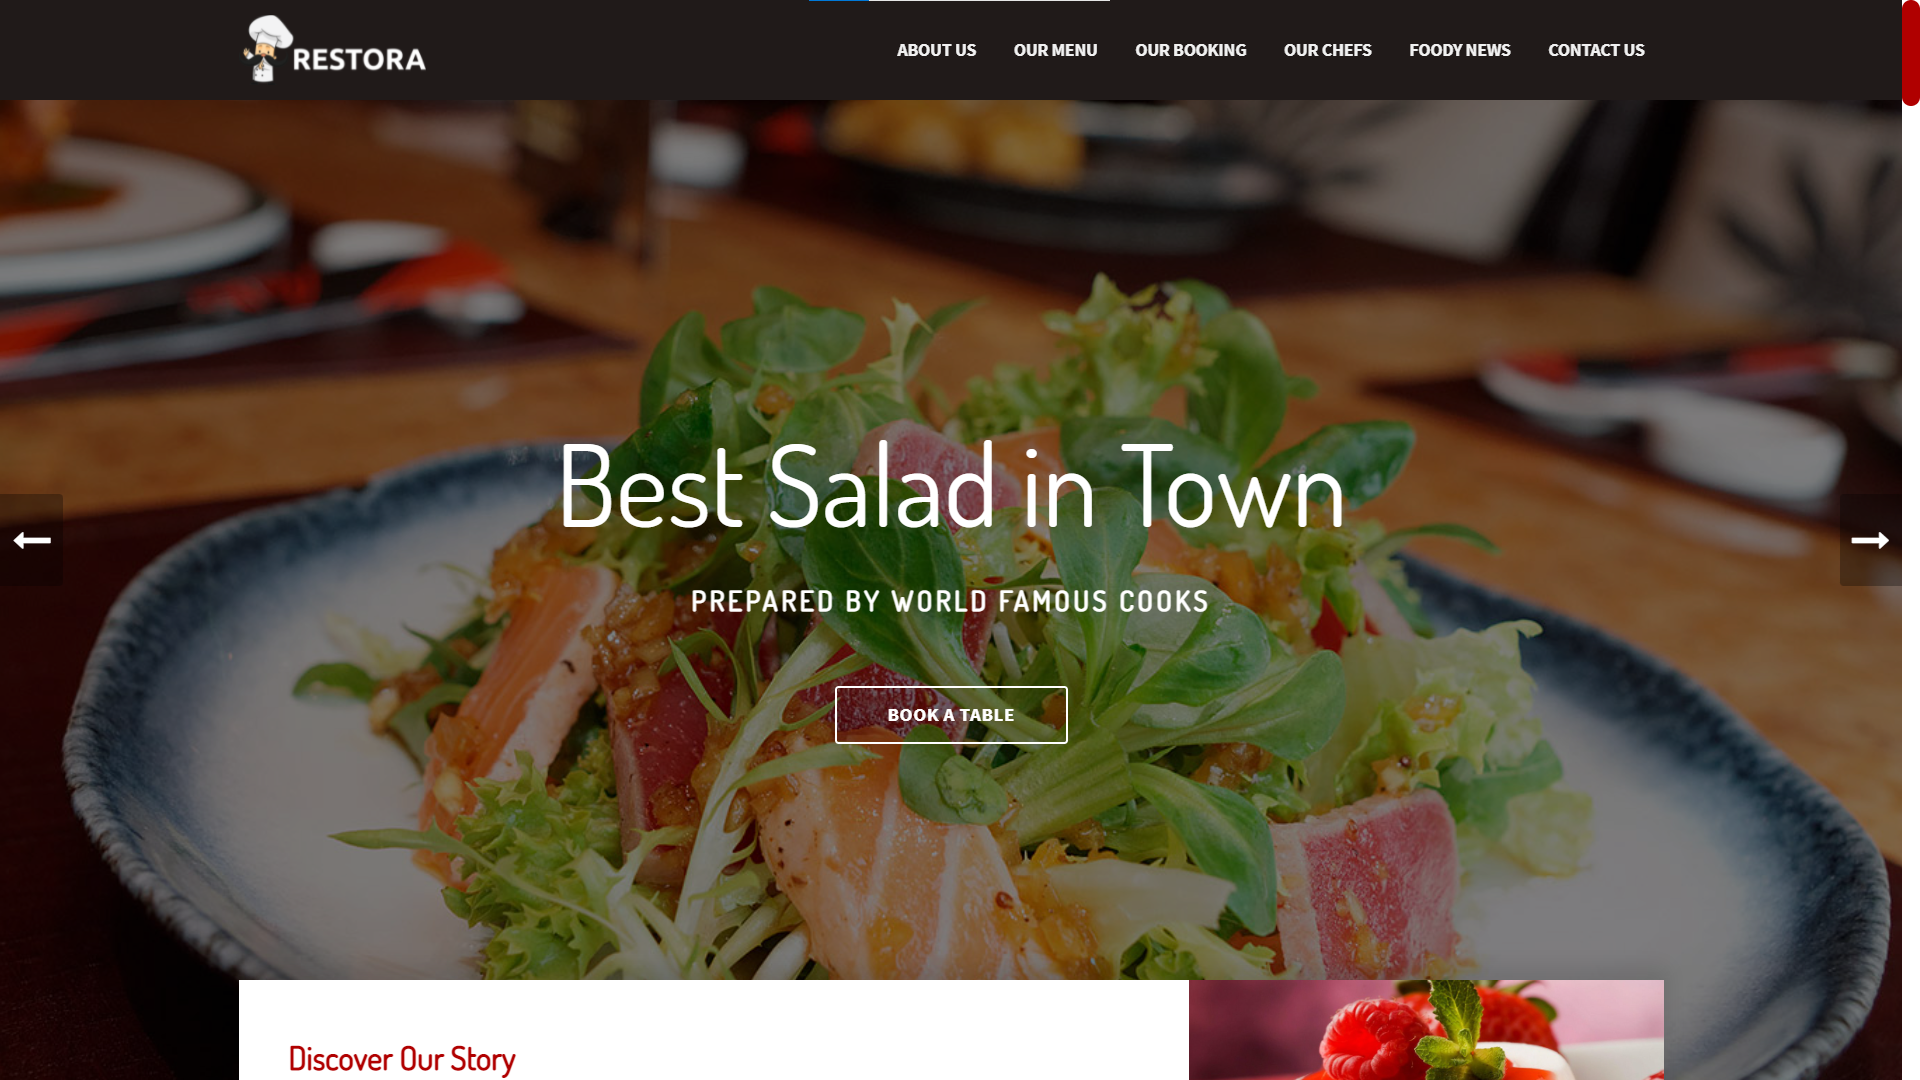 RESTORA
ABOUT US
OUR MENU
OUR BOOKING
OUR CHEFS
FOODY NEWS
CONTACT US
Best Salad in Town
PREPARED BY WORLD FAMOUS COOKS
BOOK A TABLE
Discover Our Story